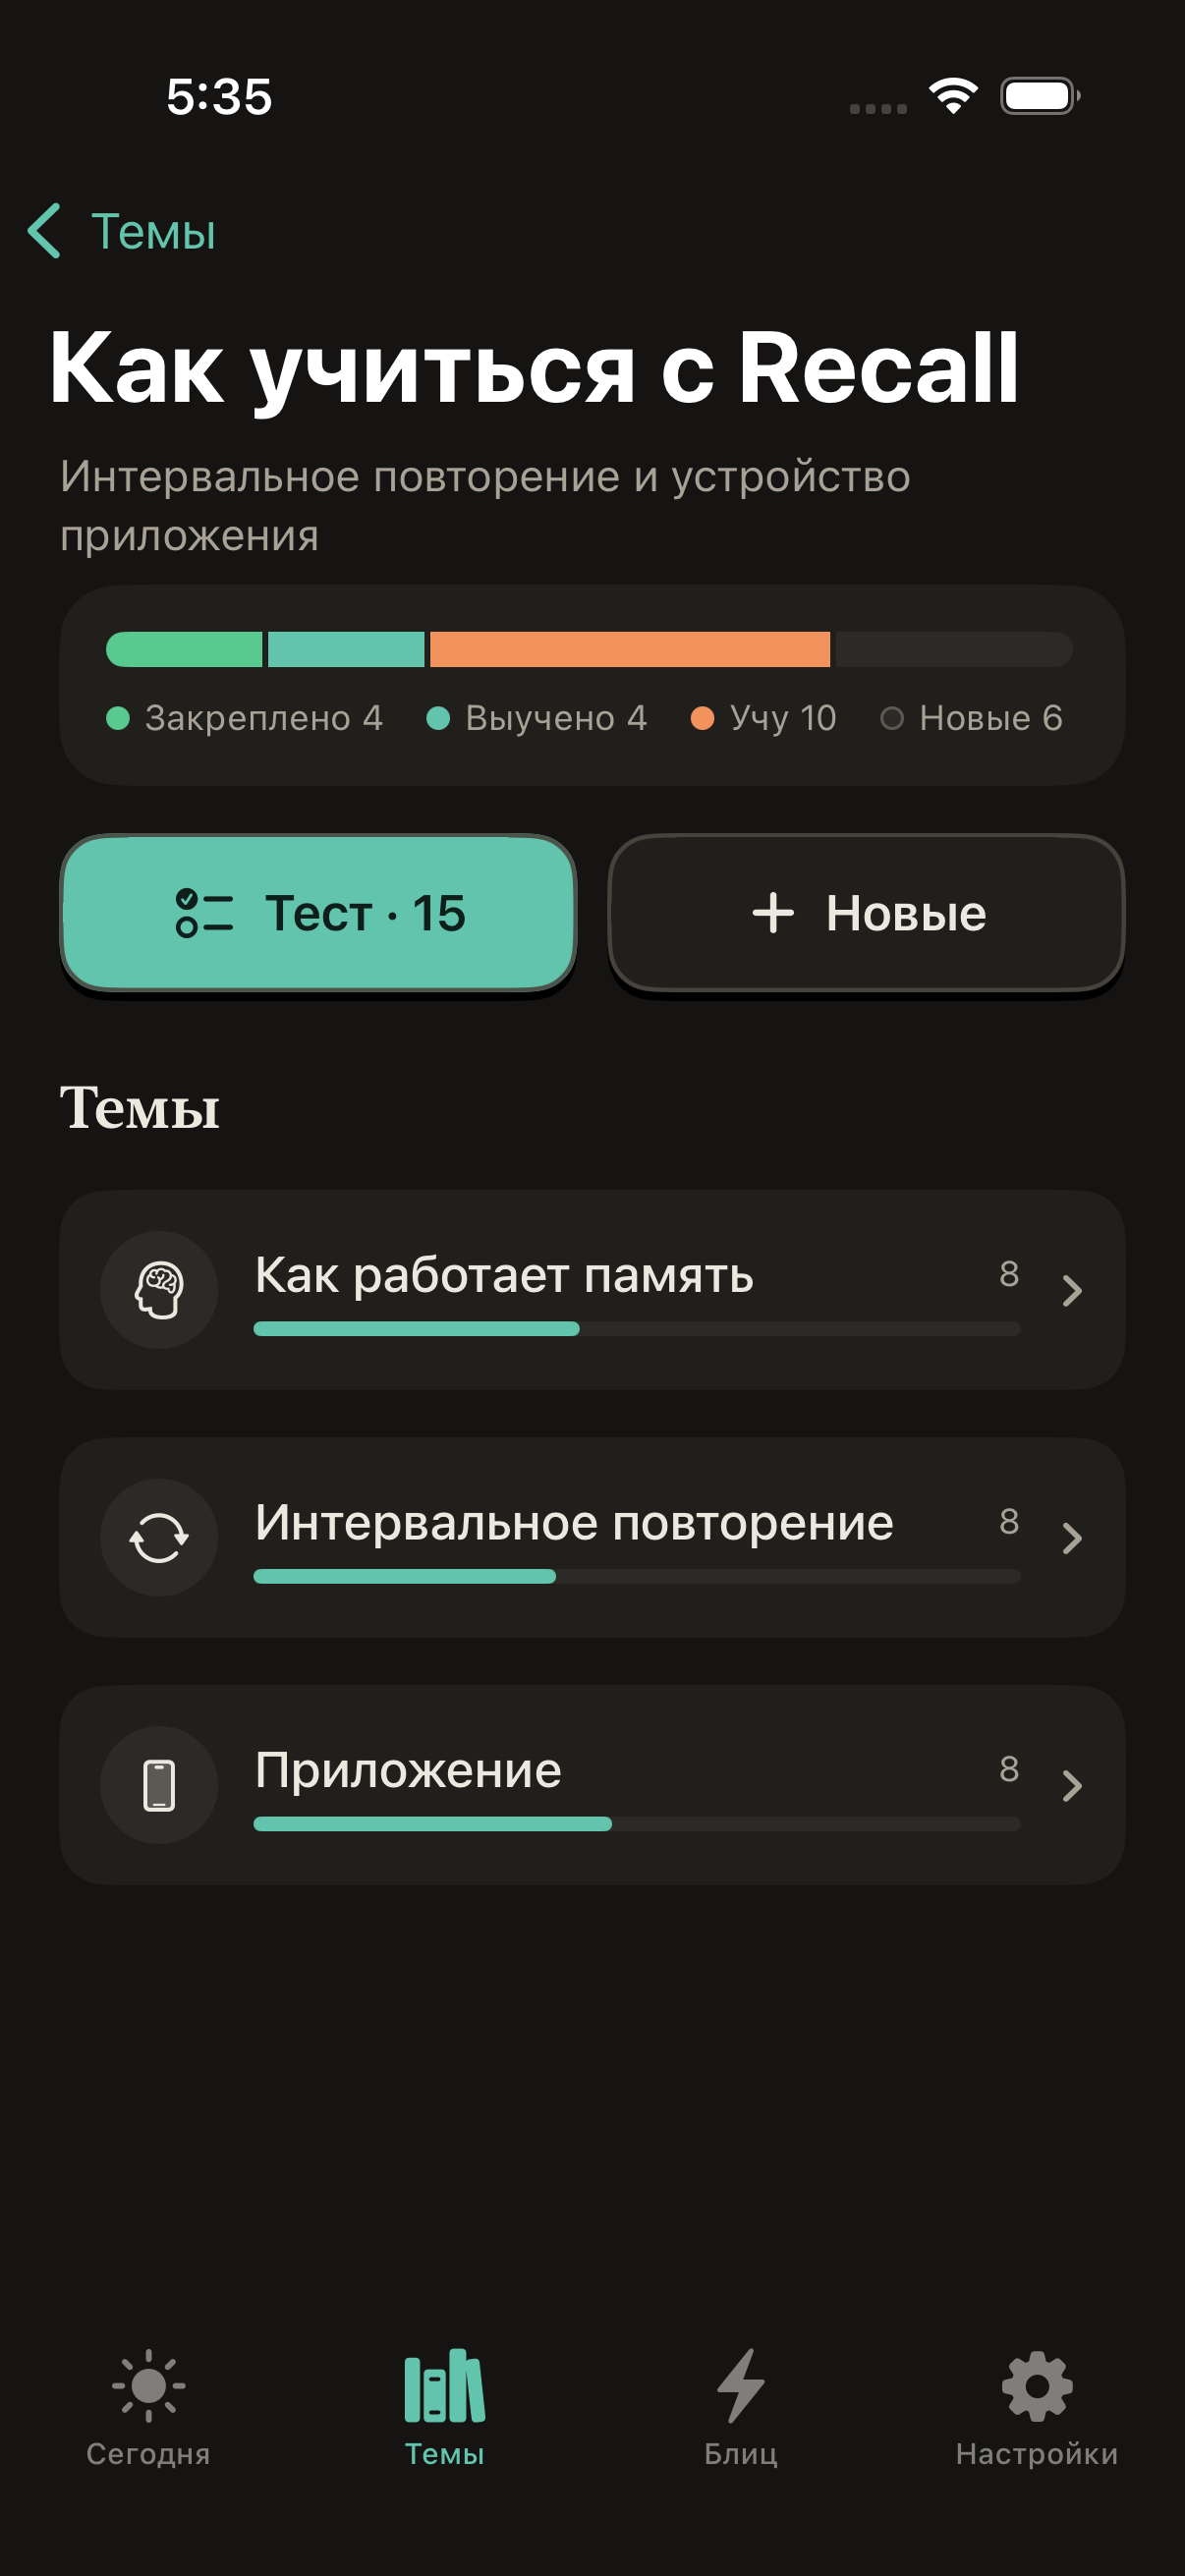 5:35
Темы
Как учиться с Recall
Интервальное повторение и устройство
приложения
Закреплено 4 Выучено 4 Учу 10 Новые 6
Тест · 15
Новые
Темы
Как работает память 8
Интервальное повторение 8
Приложение 8
Сегодня Темы Блиц Настройки